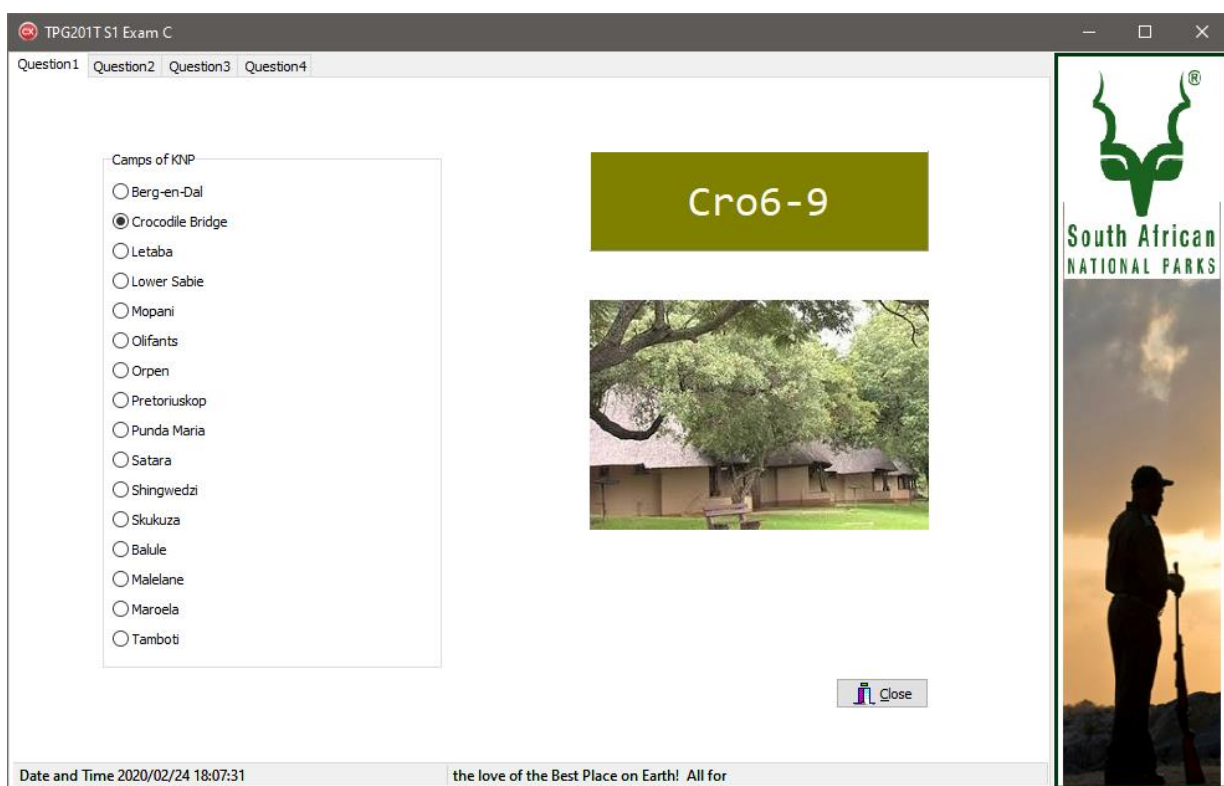 TPG201T S1 Exam C
Question1 Question2 Question3 Question4
Camps of KNP
Berg-en-Dal
Crocodile Bridge
Letaba
Lower Sabie
Mopani
Olifants
Orpen
Pretoriuskop
Punda Maria
Satara
Shingwedzi
Skukuza
Balule
Malelane
Maroela
Tamboti
Cro6-9
Close
®
South African
NATIONAL PARKS
Date and Time 2020/02/24 18:07:31
the love of the Best Place on Earth! All for